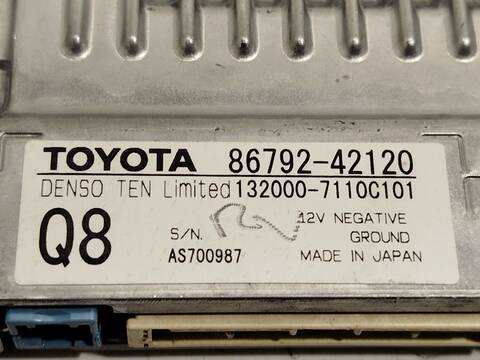 TOYOTA 86792-42120
DENSO TEN Limited 132000-7110C101
Q8 S/N. 12V NEGATIVE
GROUND
AS700987 MADE IN JAPAN